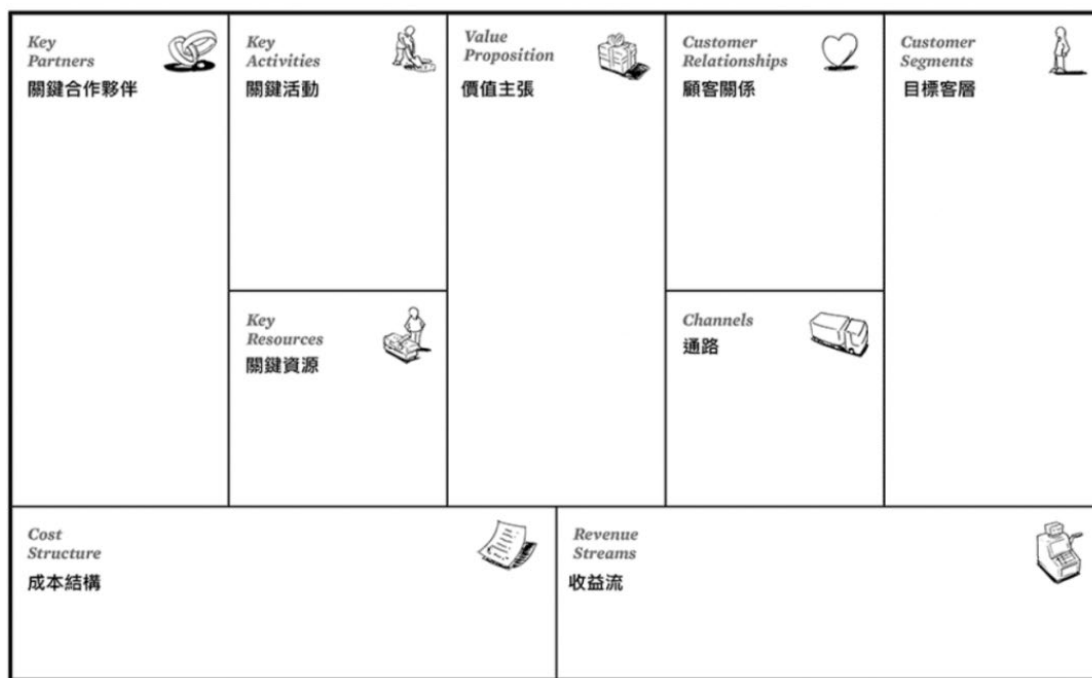 Key
Partners
關鍵合作夥伴
Key
Activities
關鍵活動
Key
Resources
關鍵資源
Value
Proposition
價值主張
Customer
Relationships
顧客關係
Channels
通路
Customer
Segments
目標客層
Cost
Structure
成本結構
Revenue
Streams
收益流